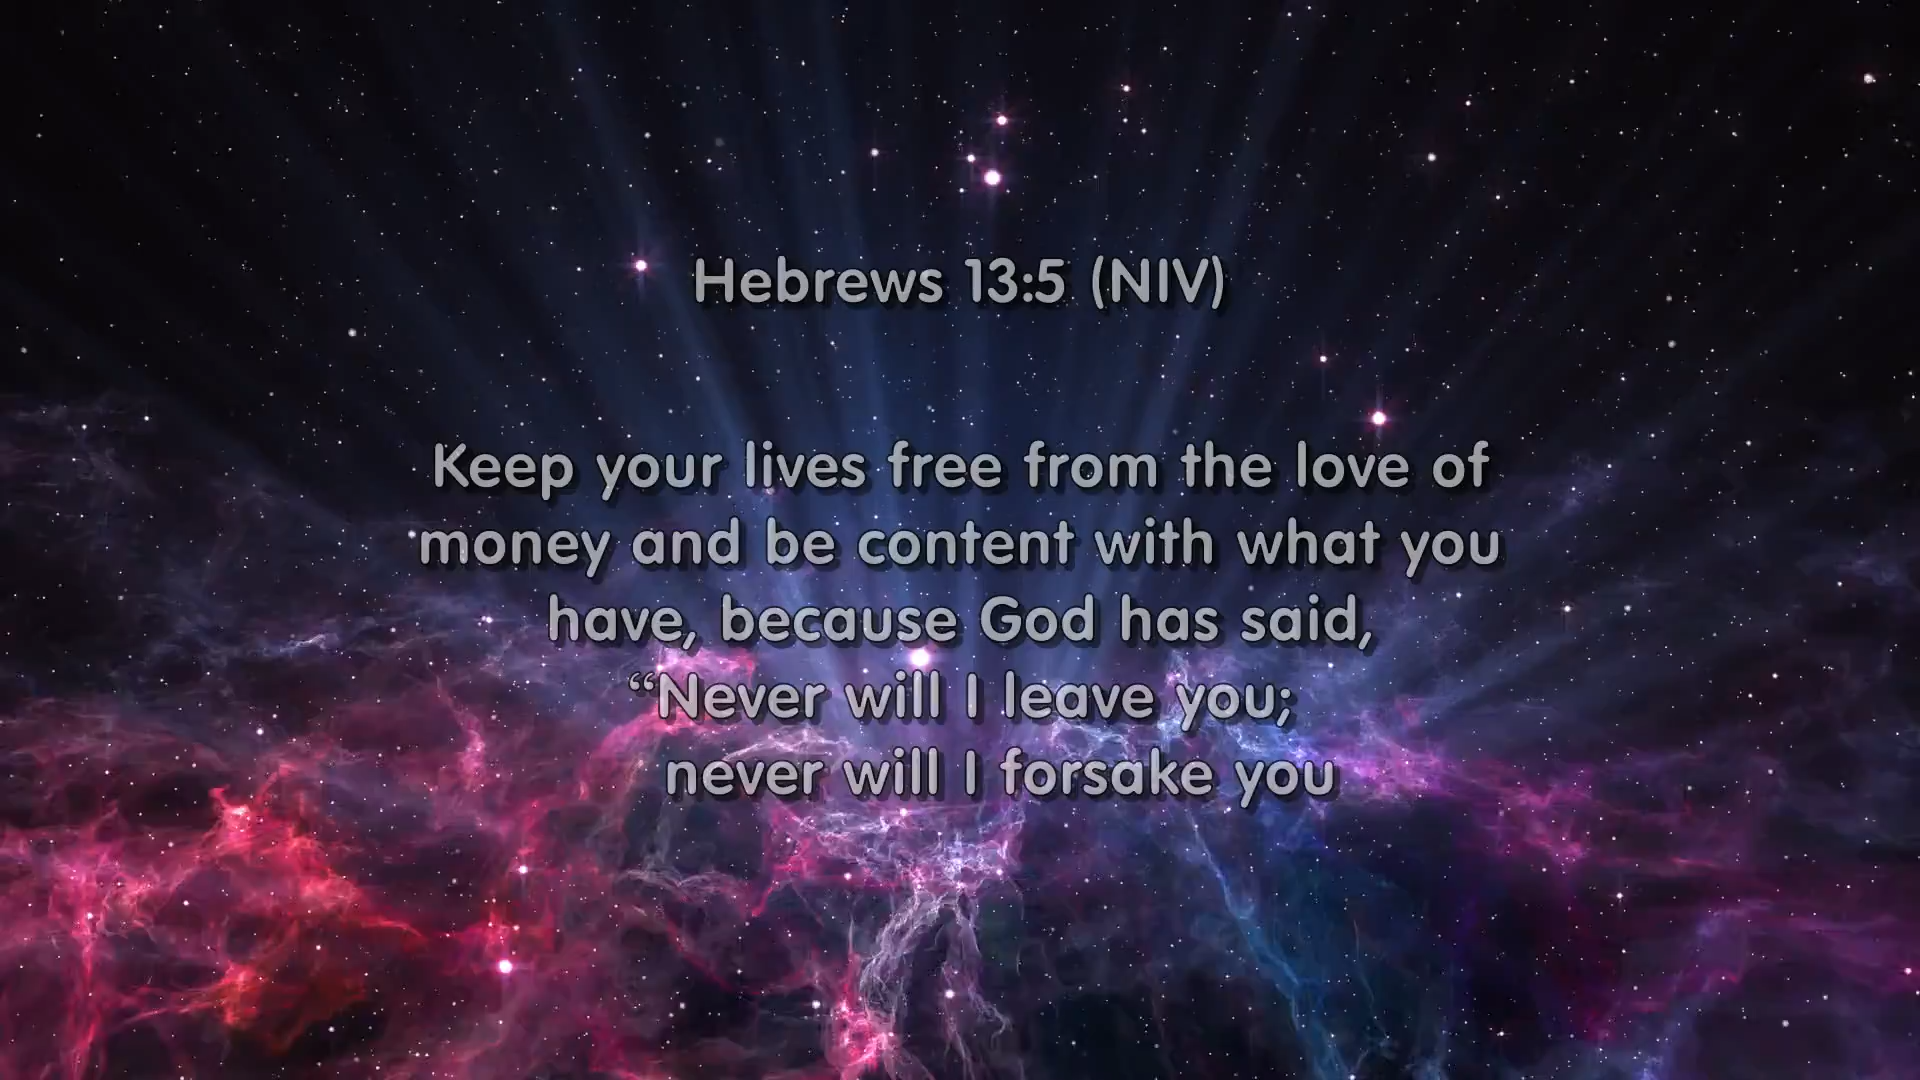 Hebrews 13:5 (NIV)
Keep your lives free from the love of
money and be content with what you
have, because God has said,
“Never will I leave you;
never will I forsake you